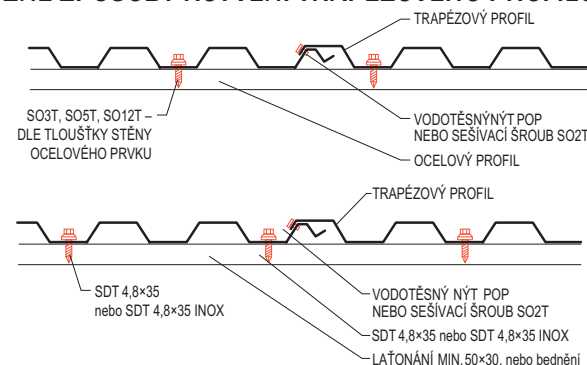 TRAPÉZOVÝ PROFIL
SO3T, SO5T, SO12T –
DLE TLOUŠŤKY STĚNY
OCELOVÉHO PRVKU
VODOTĚSNÝNÝT POP
NEBO SEŠÍVACÍ ŠROUB SO2T
OCELOVÝ PROFIL
TRAPÉZOVÝ PROFIL
SDT 4,8×35
nebo SDT 4,8×35 INOX
VODOTĚSNÝ NÝT POP
NEBO SEŠÍVACÍ ŠROUB SO2T
SDT 4,8×35 nebo SDT 4,8×35 INOX
LAŤONÁNÍ MIN. 50×30. nebo bednění